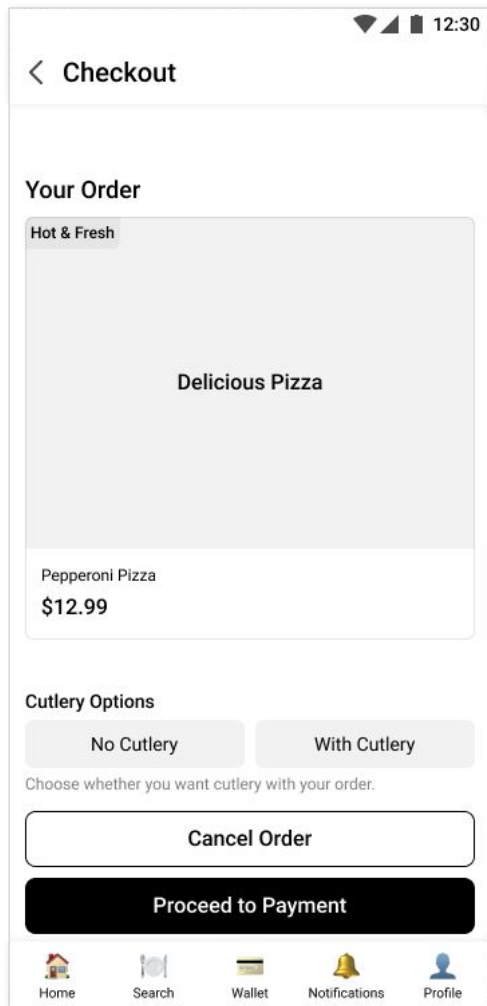 12:30
Checkout
Your Order
Hot & Fresh
Delicious Pizza
Pepperoni Pizza
$12.99
Cutlery Options
No Cutlery With Cutlery
Choose whether you want cutlery with your order.
Cancel Order
Proceed to Payment
Home Search Wallet Notifications Profile